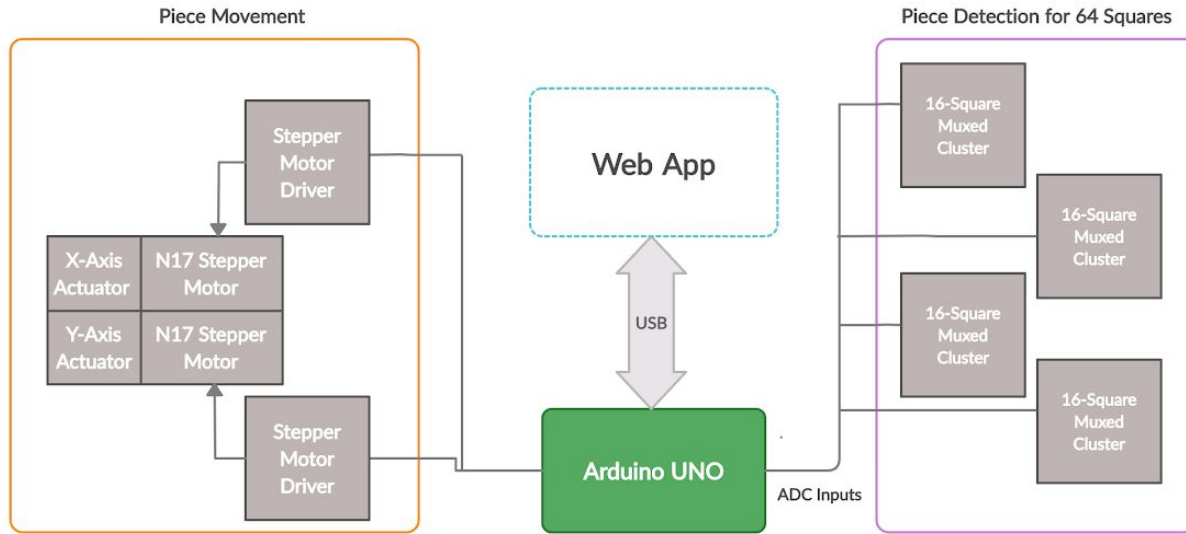 Piece Movement
Piece Detection for 64 Squares
Stepper
Motor
Driver
X-Axis
Actuator
N17 Stepper
Motor
Y-Axis
Actuator
N17 Stepper
Motor
Stepper
Motor
Driver
Web App
USB
Arduino UNO
ADC Inputs
16-Square
Muxed
Cluster
16-Square
Muxed
Cluster
16-Square
Muxed
Cluster
16-Square
Muxed
Cluster